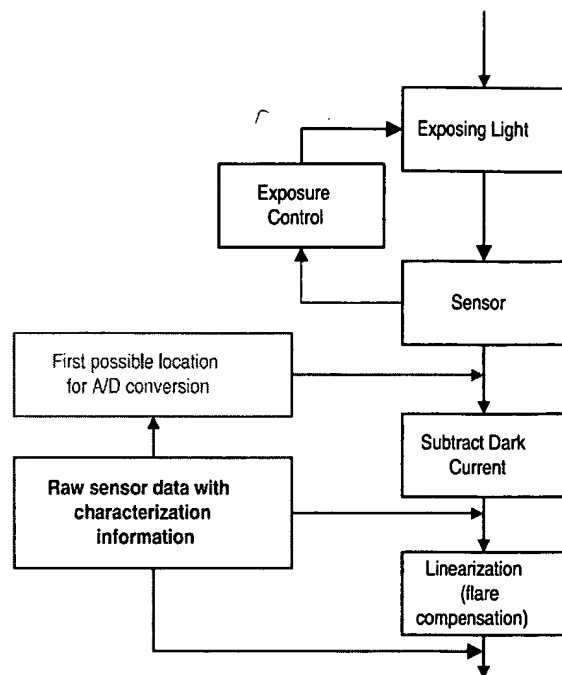 Exposing Light
Exposure
Control
Sensor
First possible location
for A/D conversion
Subtract Dark
Current
Raw sensor data with
characterization
information
Linearization
(flare
compensation)